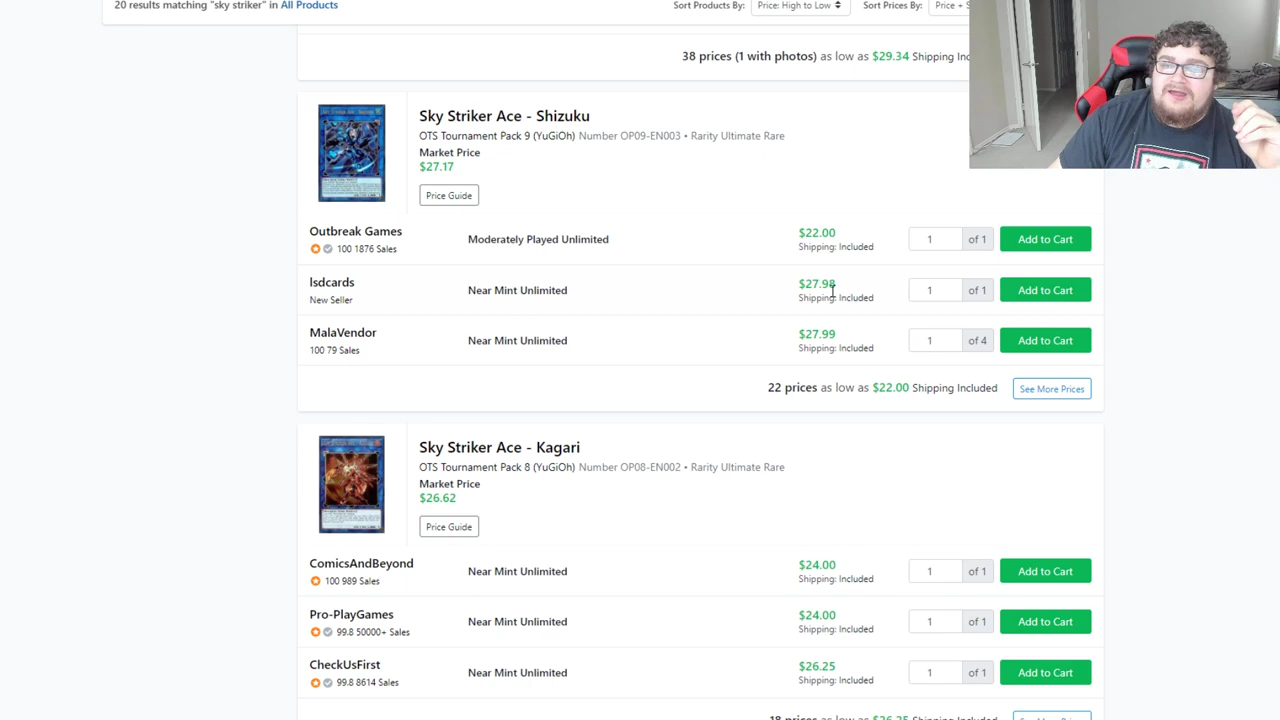 20 results matching "sky striker" in All Products
Sort Products By: Price: High to Low Sort Prices By: Price +
38 prices (1 with photos) as low as $29.34 Shipping
Sky Striker Ace - Shizuku
OTS Tournament Pack 9 (YuGiOh) Number OP09-EN003 • Rarity Ultimate Rare
Market Price
$27.17
Price Guide
Outbreak Games
100 1876 Sales
Moderately Played Unlimited
$22.00
Shipping: Included
1 of 1
Add to Cart
lsdcards
New Seller
Near Mint Unlimited
$27.98
Shipping: Included
1 of 1
Add to Cart
MalaVendor
100 79 Sales
Near Mint Unlimited
$27.99
Shipping: Included
1 of 4
Add to Cart
22 prices as low as $22.00 Shipping Included
See More Prices
Sky Striker Ace - Kagari
OTS Tournament Pack 8 (YuGiOh) Number OP08-EN002 • Rarity Ultimate Rare
Market Price
$26.62
Price Guide
ComicsAndBeyond
100 989 Sales
Near Mint Unlimited
$24.00
Shipping: Included
1 of 1
Add to Cart
Pro-PlayGames
99.8 50000+ Sales
Near Mint Unlimited
$24.00
Shipping: Included
1 of 1
Add to Cart
CheckUsFirst
99.8 8614 Sales
Near Mint Unlimited
$26.25
Shipping: Included
1 of 1
Add to Cart